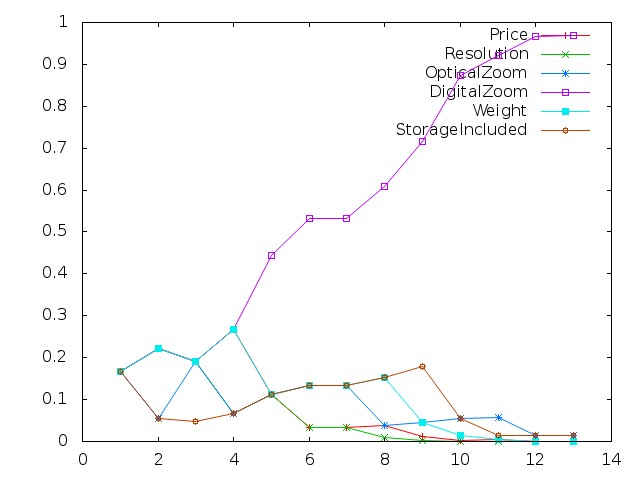 1
0.9
0.8
0.7
0.6
0.5
0.4
0.3
0.2
0.1
0
0 2 4 6 8 10 12 14
Price
Resolution
OpticalZoom
DigitalZoom
Weight
StorageIncluded